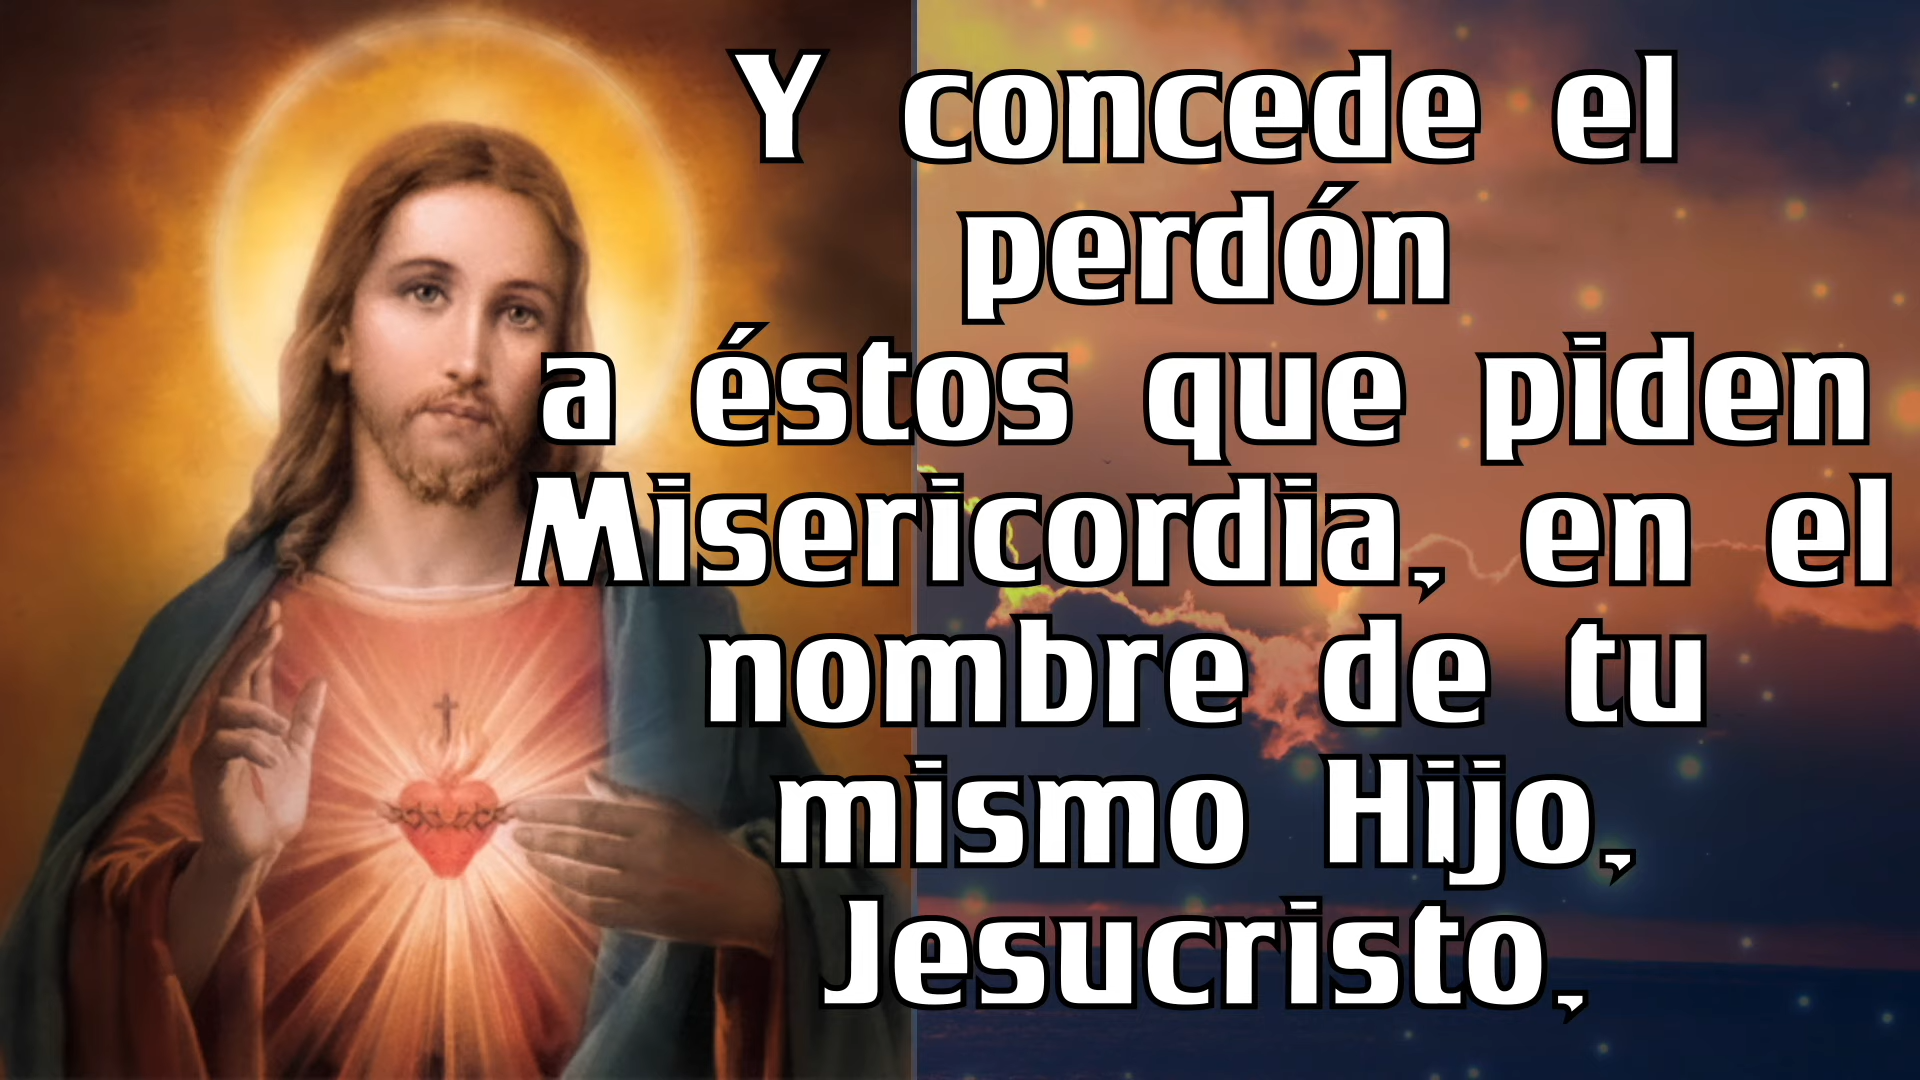 Y concede el
perdón
a éstos que piden
Misericordia, en el
nombre de tu
mismo Hijo,
Jesucristo,